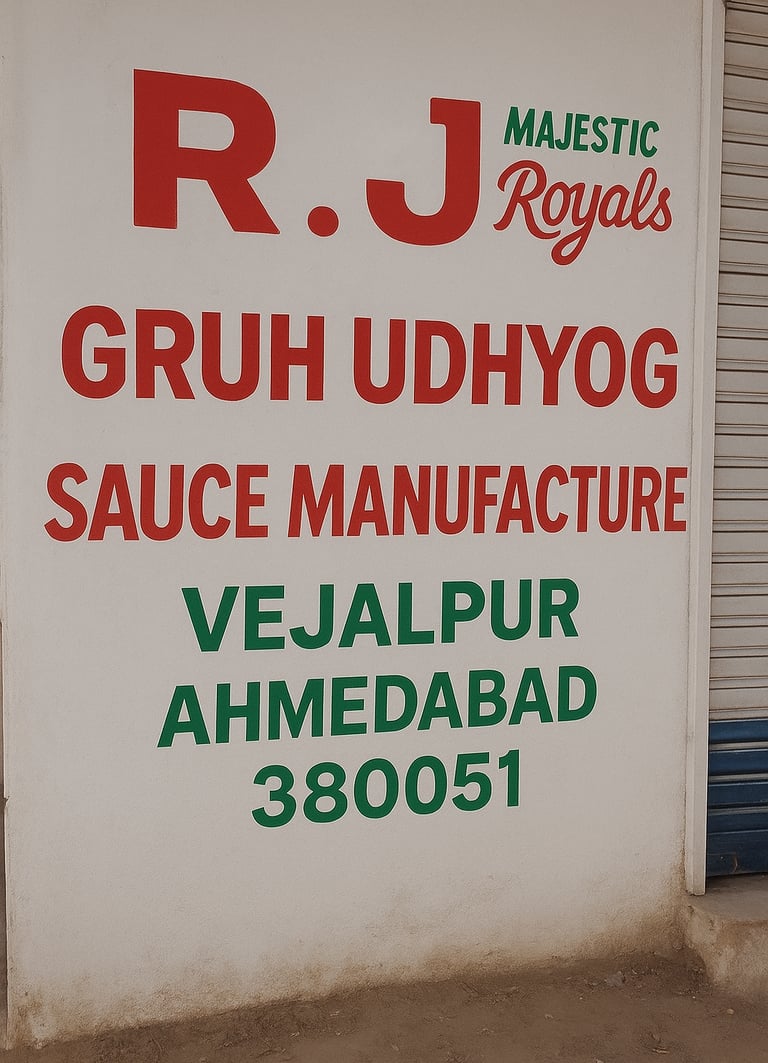 R.J MAJESTIC Royals
GRUH UDHYOG
SAUCE MANUFACTURE
VEJALPUR
AHMEDABAD
380051